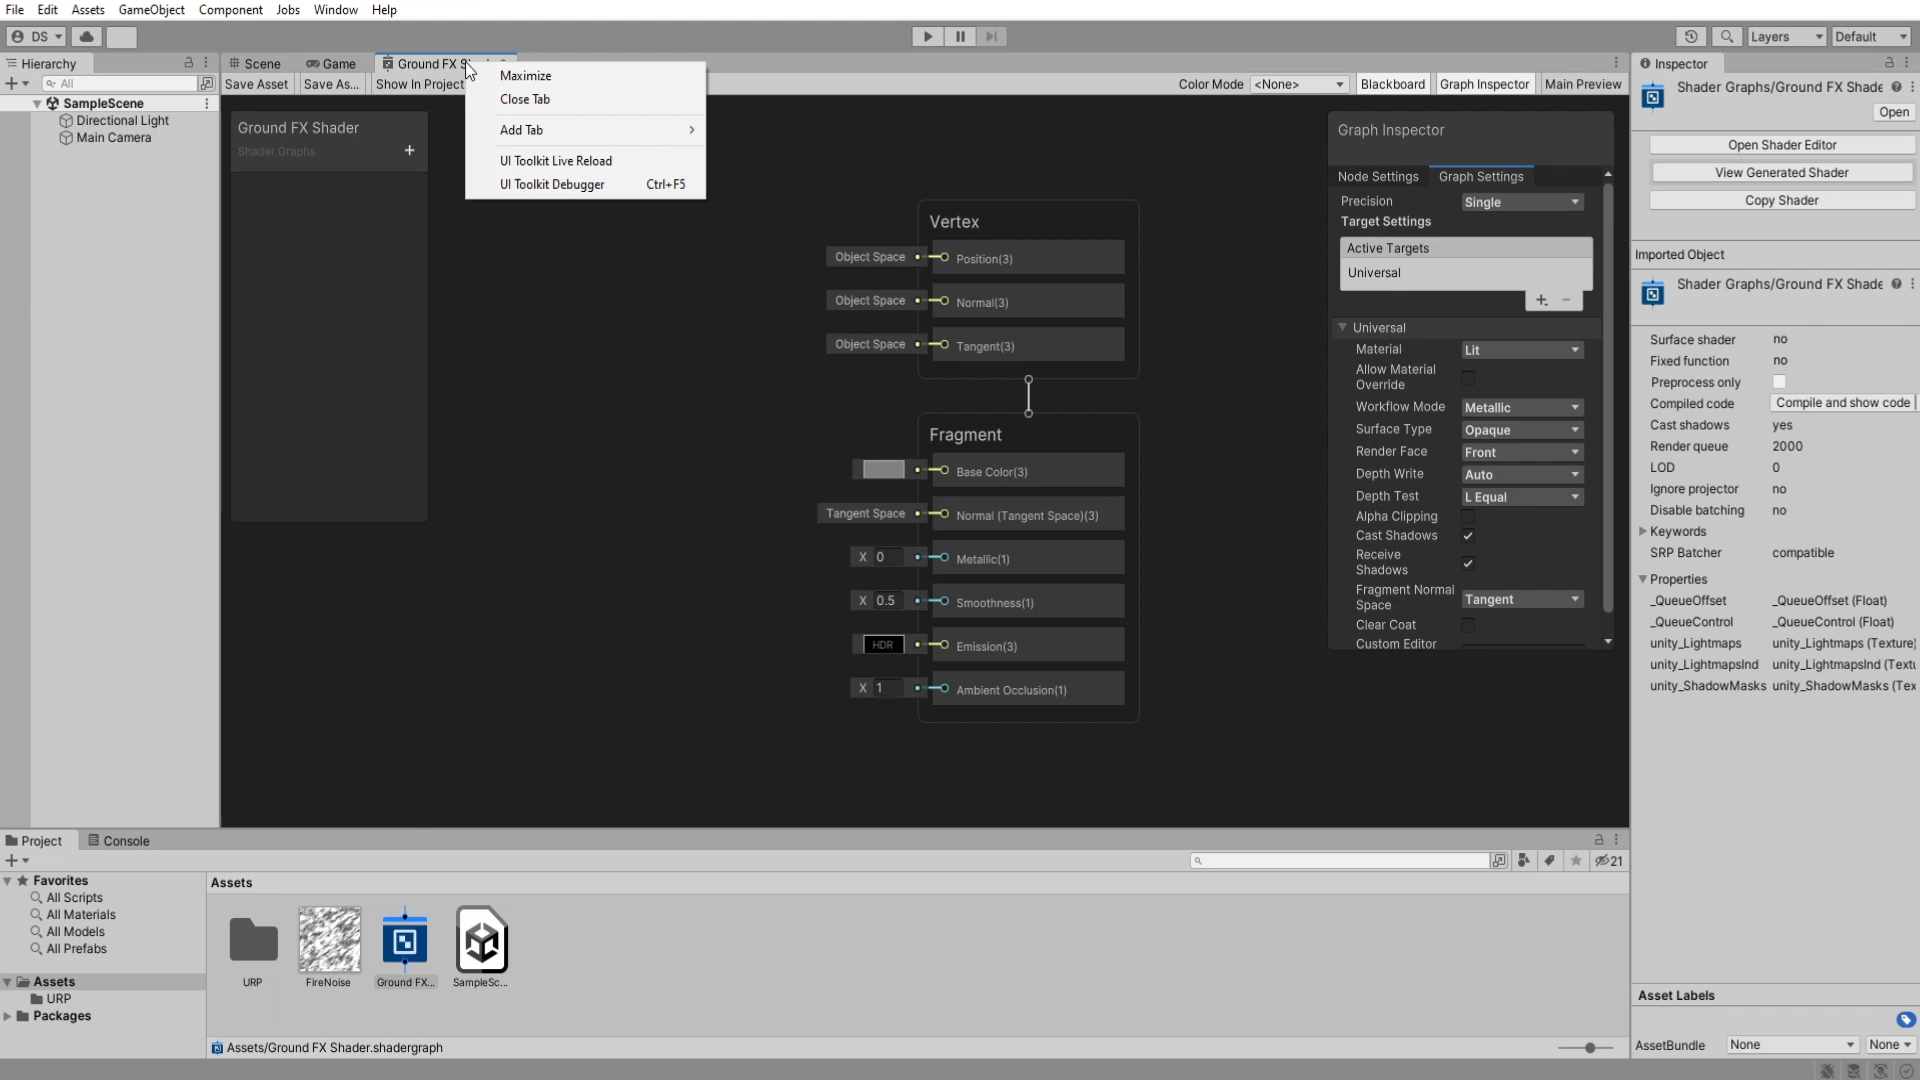 File Edit Assets GameObject Component Jobs Window Help
DS Layers Default
Hierarchy
All
SampleScene
Directional Light
Main Camera
Scene Game Ground FX
Save Asset Save As... Show In Project Color Mode <None> Blackboard Graph Inspector Main Preview
Maximize
Close Tab
Add Tab
UI Toolkit Live Reload
UI Toolkit Debugger Ctrl+F5
Ground FX Shader
Shader Graphs
+
Vertex
Object Space Position(3)
Object Space Normal(3)
Object Space Tangent(3)
Fragment
Base Color(3)
Tangent Space Normal (Tangent Space)(3)
X 0 Metallic(1)
X 0.5 Smoothness(1)
HDR Emission(3)
X 1 Ambient Occlusion(1)
Graph Inspector
Node Settings Graph Settings
Precision Single
Target Settings
Active Targets
Universal
Universal
Material Lit
Allow Material
Override
Workflow Mode Metallic
Surface Type Opaque
Render Face Front
Depth Write Auto
Depth Test L Equal
Alpha Clipping
Cast Shadows
Receive
Shadows
Fragment Normal
Space Tangent
Clear Coat
Custom Editor
Inspector
Shader Graphs/Ground FX Shade
Open
Open Shader Editor
View Generated Shader
Copy Shader
Imported Object
Shader Graphs/Ground FX Shade
Surface shader no
Fixed function no
Preprocess only
Compiled code Compile and show code
Cast shadows yes
Render queue 2000
LOD 0
Ignore projector no
Disable batching no
Keywords
SRP Batcher compatible
Properties
_QueueOffset _QueueOffset (Float)
_QueueControl _QueueControl (Float)
unity_Lightmaps unity_Lightmaps (Texture)
unity_LightmapsInd unity_LightmapsInd (Textu
unity_ShadowMasks unity_ShadowMasks (Tex
Asset Labels
AssetBundle None None
Project Console
21
Favorites
All Scripts
All Materials
All Models
All Prefabs
Assets
URP
Packages
Assets
URP FireNoise Ground FX... SampleSc...
Assets/Ground FX Shader.shadergraph